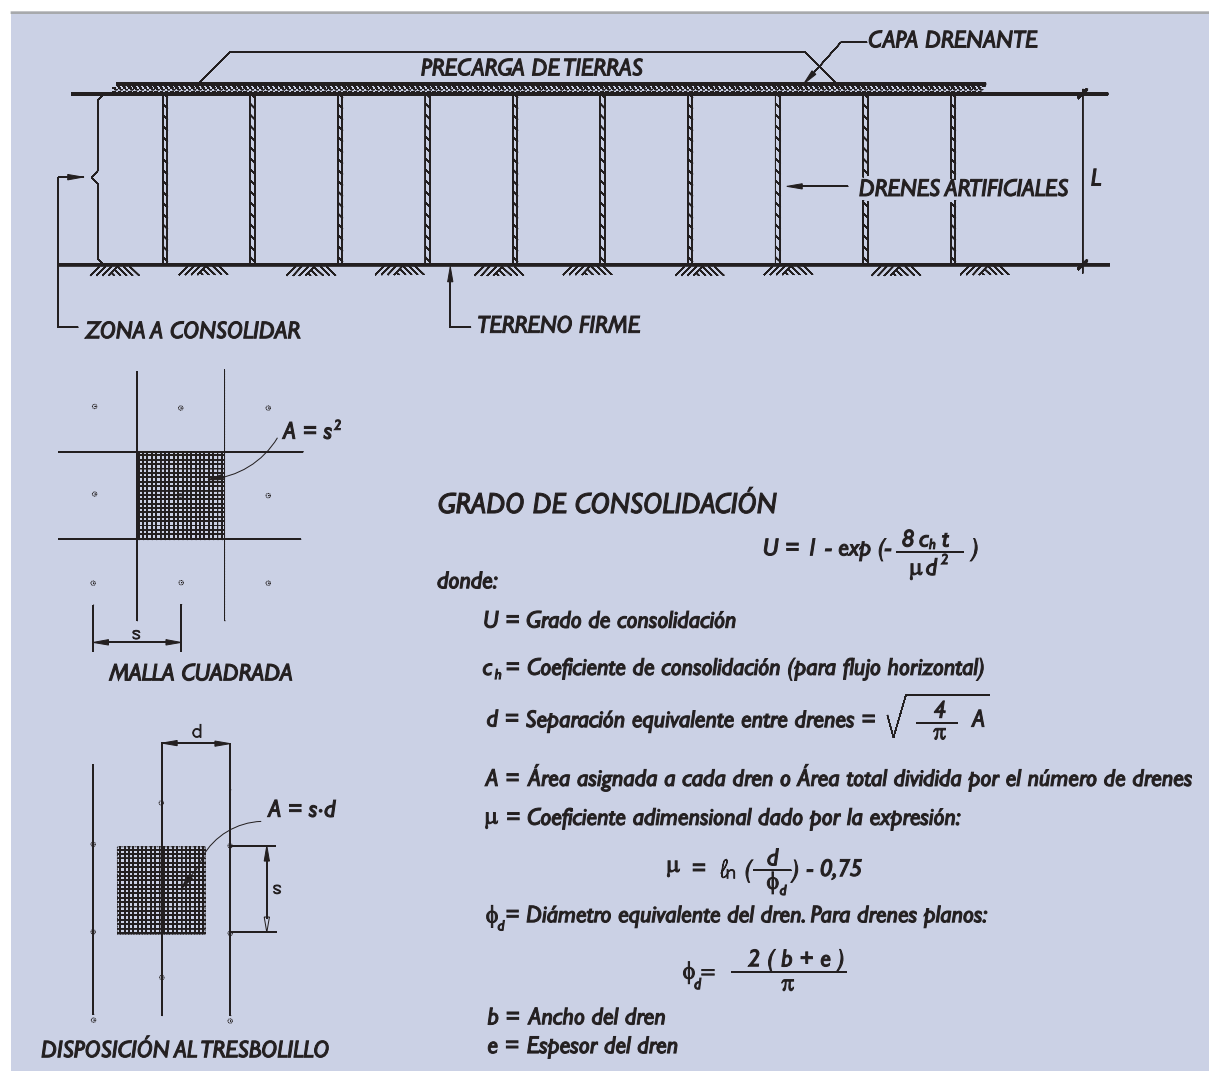 CAPA DRENANTE
PRECARGA DE TIERRAS
DRENES ARTIFICIALES
L
ZONA A CONSOLIDAR
TERRENO FIRME
A = s²
s
MALLA CUADRADA
d
A = s·d
s
DISPOSICIÓN AL TRESBOLILLO
GRADO DE CONSOLIDACIÓN
U = 1 - exp (- 8 cₕ t / μ d² )
donde:
U = Grado de consolidación
cₕ = Coeficiente de consolidación (para flujo horizontal)
d = Separación equivalente entre drenes = √ 4/π A
A = Área asignada a cada dren o Área total dividida por el número de drenes
μ = Coeficiente adimensional dado por la expresión:
μ = ln ( d / ϕd ) - 0,75
ϕd = Diámetro equivalente del dren. Para drenes planos:
ϕd = 2 ( b + e ) / π
b = Ancho del dren
e = Espesor del dren